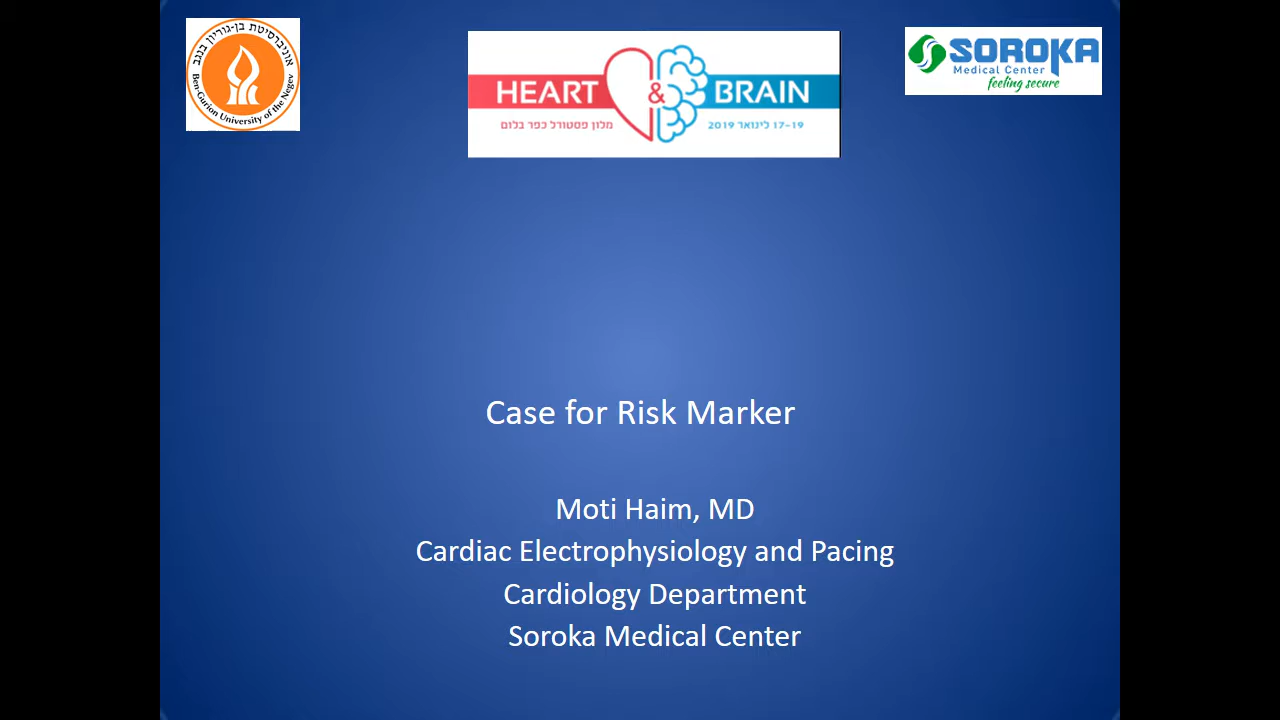 אוניברסיטת בן-גוריון בנגב
Ben-Gurion University of the Negev
HEART & BRAIN
מלון פסטורל כפר בלום
17-19 לינואר 2019
SOROKA
Medical Center
feeling secure
Case for Risk Marker
Moti Haim, MD
Cardiac Electrophysiology and Pacing
Cardiology Department
Soroka Medical Center